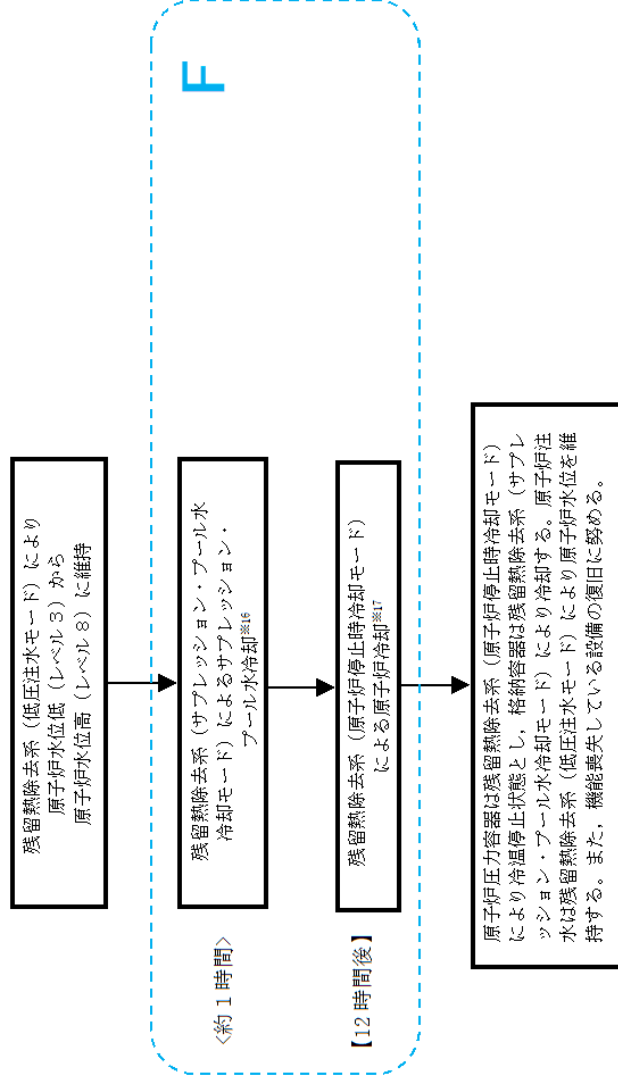 残留熱除去系（低圧注水モード）により
原子炉水位低（レベル３）から
原子炉水位高（レベル８）に維持
F
<約１時間>
残留熱除去系（サプレッション・プール水
冷却モード）によるサプレッション・
プール水冷却※16
【12時間後】
残留熱除去系（原子炉停止時冷却モード）
による原子炉冷却※17
原子炉圧力容器は残留熱除去系（原子炉停止時冷却モード）
により冷温停止状態とし，格納容器は残留熱除去系（サプレ
ッション・プール水冷却モード）により冷却する。原子炉注
水は残留熱除去系（低圧注水モード）により原子炉水位を維
持する。また，機能喪失している設備の復旧に努める。